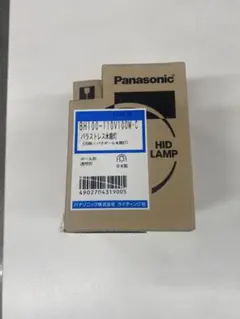 Panasonic
BH100-110V100W-C
バラストレス水銀灯
ボール形
透明形
日本製
4902704319005
パナソニック株式会社 ライティング社
HiD
LAMP